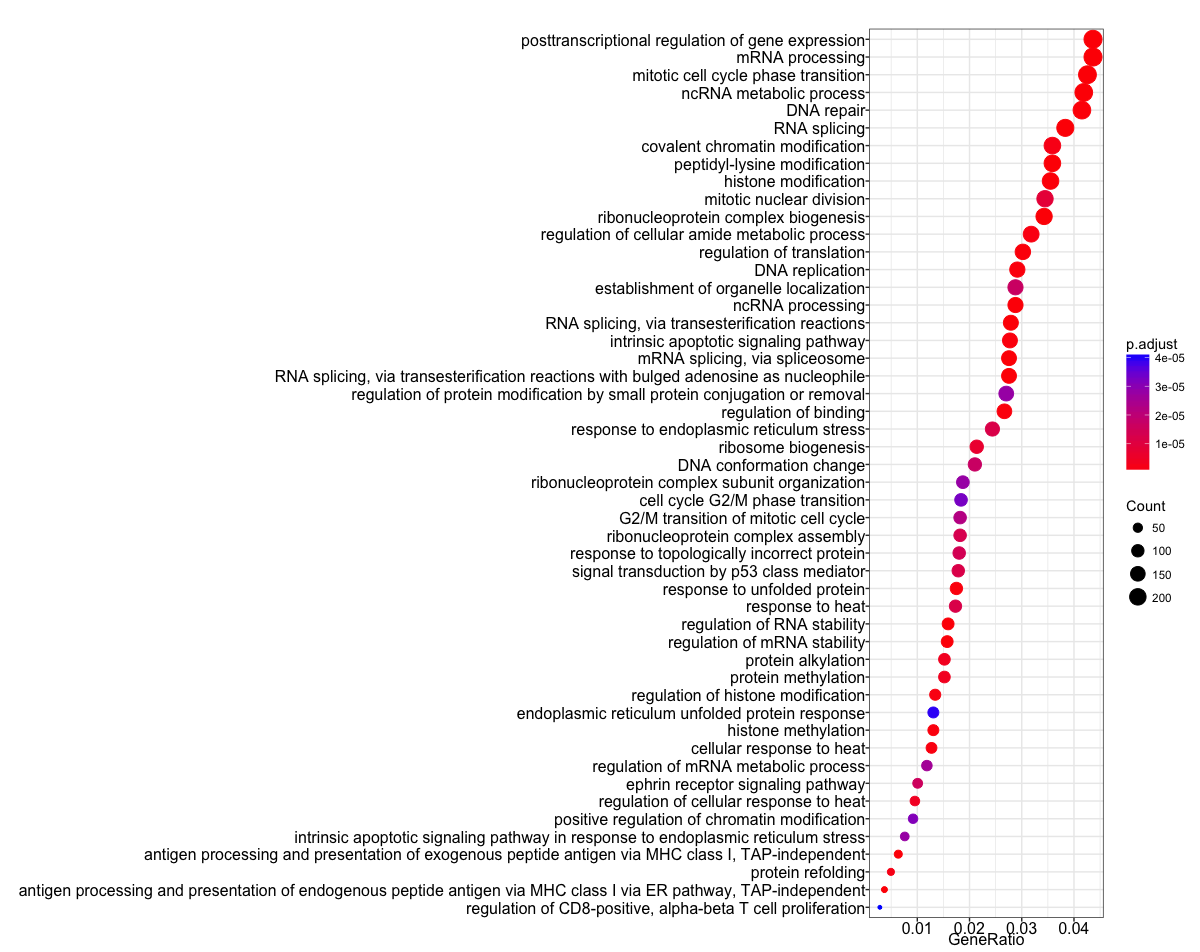 posttranscriptional regulation of gene expression
mRNA processing
mitotic cell cycle phase transition
ncRNA metabolic process
DNA repair
RNA splicing
covalent chromatin modification
peptidyl-lysine modification
histone modification
mitotic nuclear division
ribonucleoprotein complex biogenesis
regulation of cellular amide metabolic process
regulation of translation
DNA replication
establishment of organelle localization
ncRNA processing
RNA splicing, via transesterification reactions
intrinsic apoptotic signaling pathway
mRNA splicing, via spliceosome
RNA splicing, via transesterification reactions with bulged adenosine as nucleophile
regulation of protein modification by small protein conjugation or removal
regulation of binding
response to endoplasmic reticulum stress
ribosome biogenesis
DNA conformation change
ribonucleoprotein complex subunit organization
cell cycle G2/M phase transition
G2/M transition of mitotic cell cycle
ribonucleoprotein complex assembly
response to topologically incorrect protein
signal transduction by p53 class mediator
response to unfolded protein
response to heat
regulation of RNA stability
regulation of mRNA stability
protein alkylation
protein methylation
regulation of histone modification
endoplasmic reticulum unfolded protein response
histone methylation
cellular response to heat
regulation of mRNA metabolic process
ephrin receptor signaling pathway
regulation of cellular response to heat
positive regulation of chromatin modification
intrinsic apoptotic signaling pathway in response to endoplasmic reticulum stress
antigen processing and presentation of exogenous peptide antigen via MHC class I, TAP-independent
protein refolding
antigen processing and presentation of endogenous peptide antigen via MHC class I via ER pathway, TAP-independent
regulation of CD8-positive, alpha-beta T cell proliferation
0.01 0.02 0.03 0.04
GeneRatio
p.adjust
4e-05
3e-05
2e-05
1e-05
Count
50
100
150
200